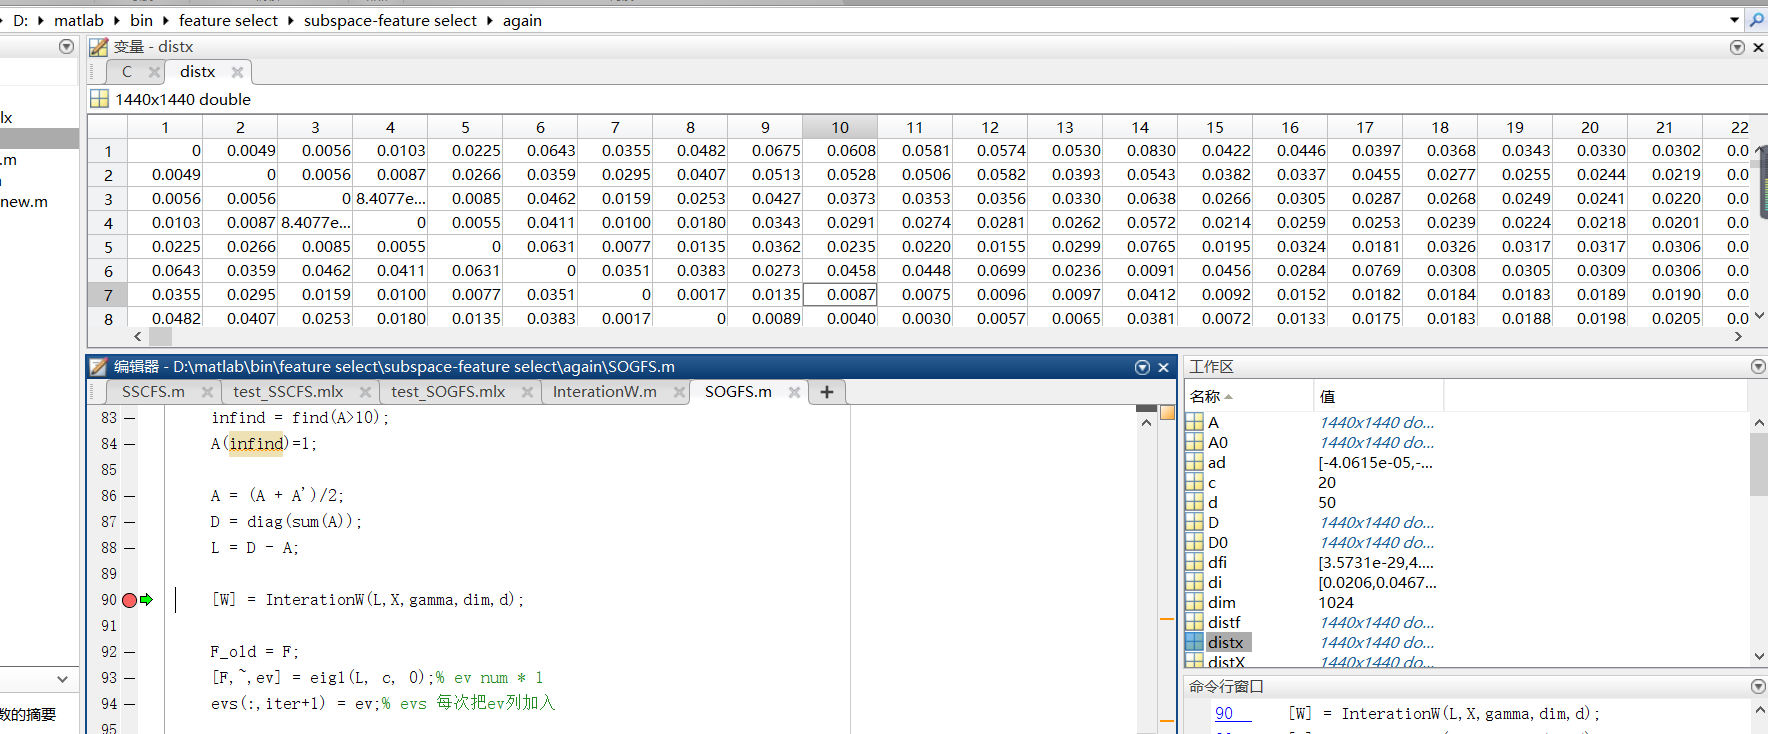 D: ▸ matlab ▸ bin ▸ feature select ▸ subspace-feature select ▸ again
变量 - distx
C distx
1440x1440 double
1 2 3 4 5 6 7 8 9 10 11 12 13 14 15 16 17 18 19 20 21 22
1 0 0.0049 0.0056 0.0103 0.0225 0.0643 0.0355 0.0482 0.0675 0.0608 0.0581 0.0574 0.0530 0.0830 0.0422 0.0446 0.0397 0.0368 0.0343 0.0330 0.0302 0.0
2 0.0049 0 0.0056 0.0087 0.0266 0.0359 0.0295 0.0407 0.0513 0.0528 0.0506 0.0582 0.0393 0.0543 0.0382 0.0337 0.0455 0.0277 0.0255 0.0244 0.0219 0.0
3 0.0056 0.0056 0 8.4077e... 0.0085 0.0462 0.0159 0.0253 0.0427 0.0373 0.0353 0.0356 0.0330 0.0638 0.0266 0.0305 0.0287 0.0268 0.0249 0.0241 0.0220 0.0
4 0.0103 0.0087 8.4077e... 0 0.0055 0.0411 0.0100 0.0180 0.0343 0.0291 0.0274 0.0281 0.0262 0.0572 0.0214 0.0259 0.0253 0.0239 0.0224 0.0218 0.0201 0.0
5 0.0225 0.0266 0.0085 0.0055 0 0.0631 0.0077 0.0135 0.0362 0.0235 0.0220 0.0155 0.0299 0.0765 0.0195 0.0324 0.0181 0.0326 0.0317 0.0317 0.0306 0.0
6 0.0643 0.0359 0.0462 0.0411 0.0631 0 0.0351 0.0383 0.0273 0.0458 0.0448 0.0699 0.0236 0.0091 0.0456 0.0284 0.0769 0.0308 0.0305 0.0309 0.0306 0.0
7 0.0355 0.0295 0.0159 0.0100 0.0077 0.0351 0 0.0017 0.0135 0.0087 0.0075 0.0096 0.0097 0.0412 0.0092 0.0152 0.0182 0.0184 0.0183 0.0189 0.0190 0.0
8 0.0482 0.0407 0.0253 0.0180 0.0135 0.0383 0.0017 0 0.0089 0.0040 0.0030 0.0057 0.0065 0.0381 0.0072 0.0133 0.0175 0.0183 0.0188 0.0198 0.0205 0.0
lx
.m
new.m
数的摘要
编辑器 - D:\matlab\bin\feature select\subspace-feature select\again\SOGFS.m
SSCFS.m test_SSCFS.mlx test_SOGFS.mlx InterationW.m SOGFS.m
83 infind = find(A>10);
84 A(infind)=1;
85
86 A = (A + A')/2;
87 D = diag(sum(A));
88 L = D - A;
89
90 [W] = InterationW(L,X,gamma,dim,d);
91
92 F_old = F;
93 [F,~,ev] = eig1(L, c, 0);% ev num * 1
94 evs(:,iter+1) = ev;% evs 每次把ev列加入
95
工作区
名称 值
A 1440x1440 do...
A0 1440x1440 do...
ad [-4.0615e-05,-...
c 20
d 50
D 1440x1440 do...
D0 1440x1440 do...
dfi [3.5731e-29,4....
di [0.0206,0.0467...
dim 1024
distf 1440x1440 do...
distx 1440x1440 do...
distX 1440x1440 do...
命令行窗口
90 [W] = InterationW(L,X,gamma,dim,d);